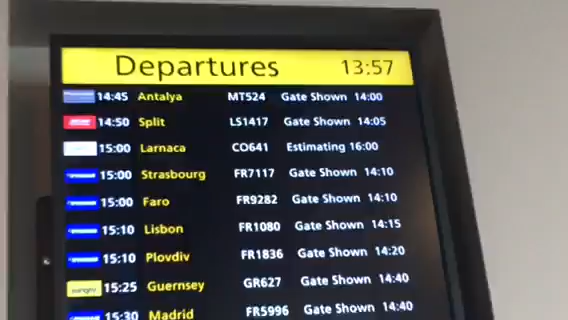 Departures 13:57
14:45 Antalya MT524 Gate Shown 14:00
14:50 Split LS1417 Gate Shown 14:05
15:00 Larnaca CO641 Estimating 16:00
15:00 Strasbourg FR7117 Gate Shown 14:10
15:00 Faro FR9282 Gate Shown 14:10
15:10 Lisbon FR1080 Gate Shown 14:15
15:10 Plovdiv FR1836 Gate Shown 14:20
15:25 Guernsey GR627 Gate Shown 14:40
15:30 Madrid FR5996 Gate Shown 14:40